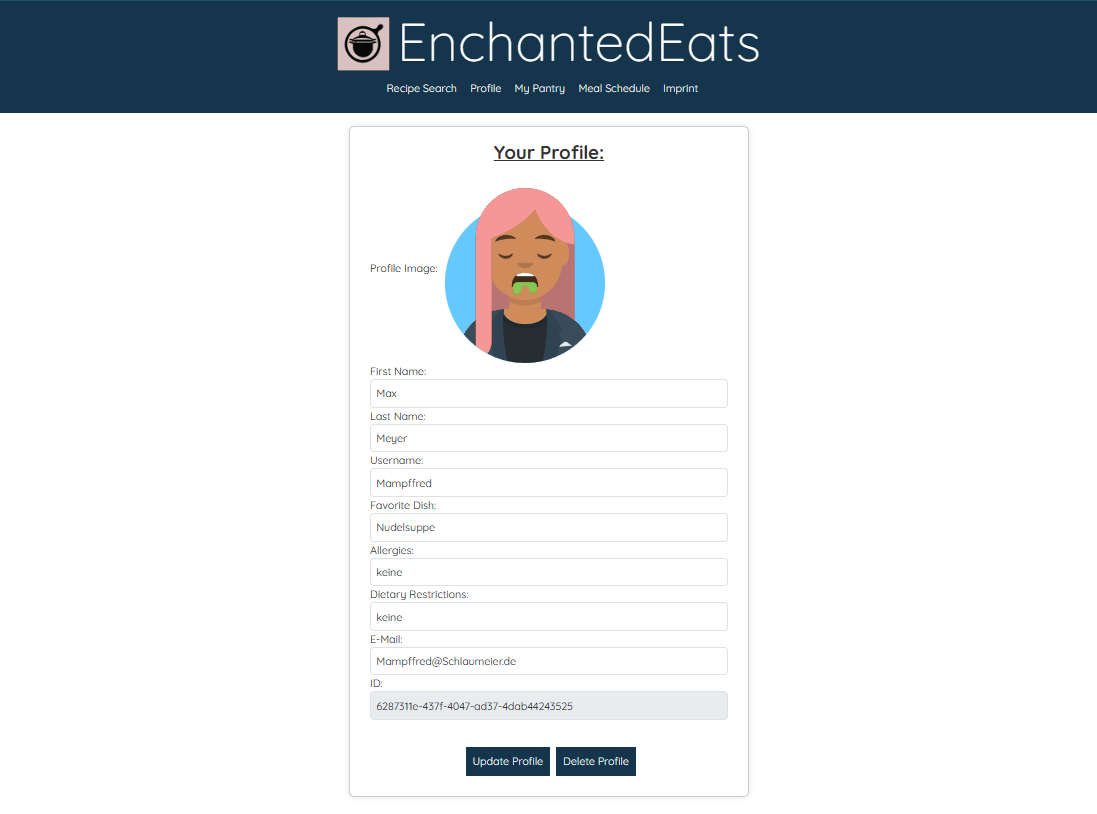 EnchantedEats
Recipe Search Profile My Pantry Meal Schedule Imprint
Your Profile:
Profile Image:
First Name:
Max
Last Name:
Meyer
Username:
Mampffred
Favorite Dish:
Nudelsuppe
Allergies:
keine
Dietary Restrictions:
keine
E-Mail:
Mampffred@Schlaumeier.de
ID:
6287311e-437f-4047-ad37-4dab44243525
Update Profile Delete Profile